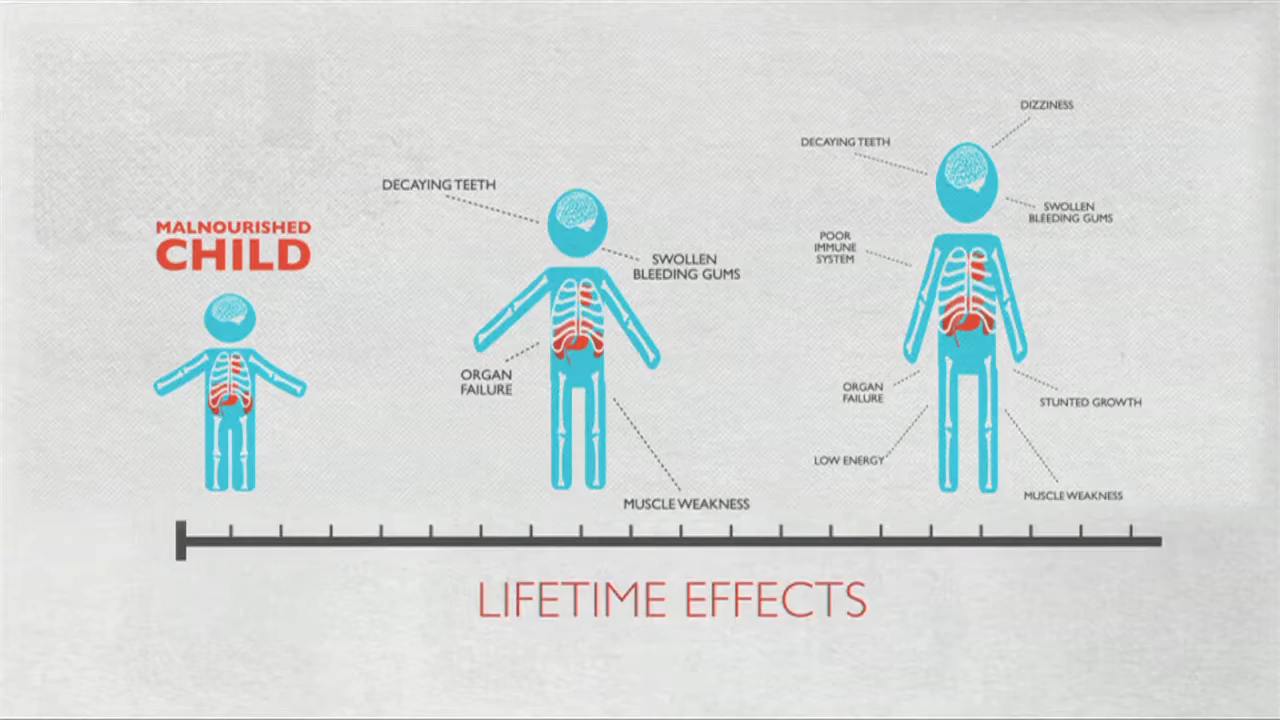 MALNOURISHED
CHILD
DECAYING TEETH
SWOLLEN
BLEEDING GUMS
ORGAN
FAILURE
MUSCLE WEAKNESS
DIZZINESS
DECAYING TEETH
SWOLLEN
BLEEDING GUMS
POOR
IMMUNE
SYSTEM
ORGAN
FAILURE
STUNTED GROWTH
LOW ENERGY
MUSCLE WEAKNESS
LIFETIME EFFECTS